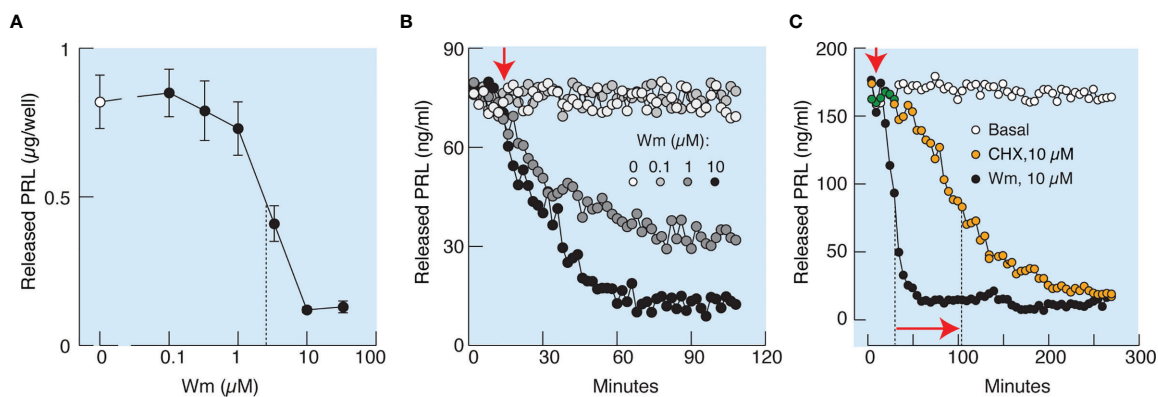 A
Released PRL (µg/well)
1
0.5
0
0 0.1 1 10 100
Wm (µM)
B
Released PRL (ng/ml)
90
60
30
0
Wm (µM) :
0 0.1 1 10
0 30 60 90 120
Minutes
C
Released PRL (ng/ml)
200
150
100
50
0
Basal
CHX, 10 µM
Wm, 10 µM
0 100 200 300
Minutes